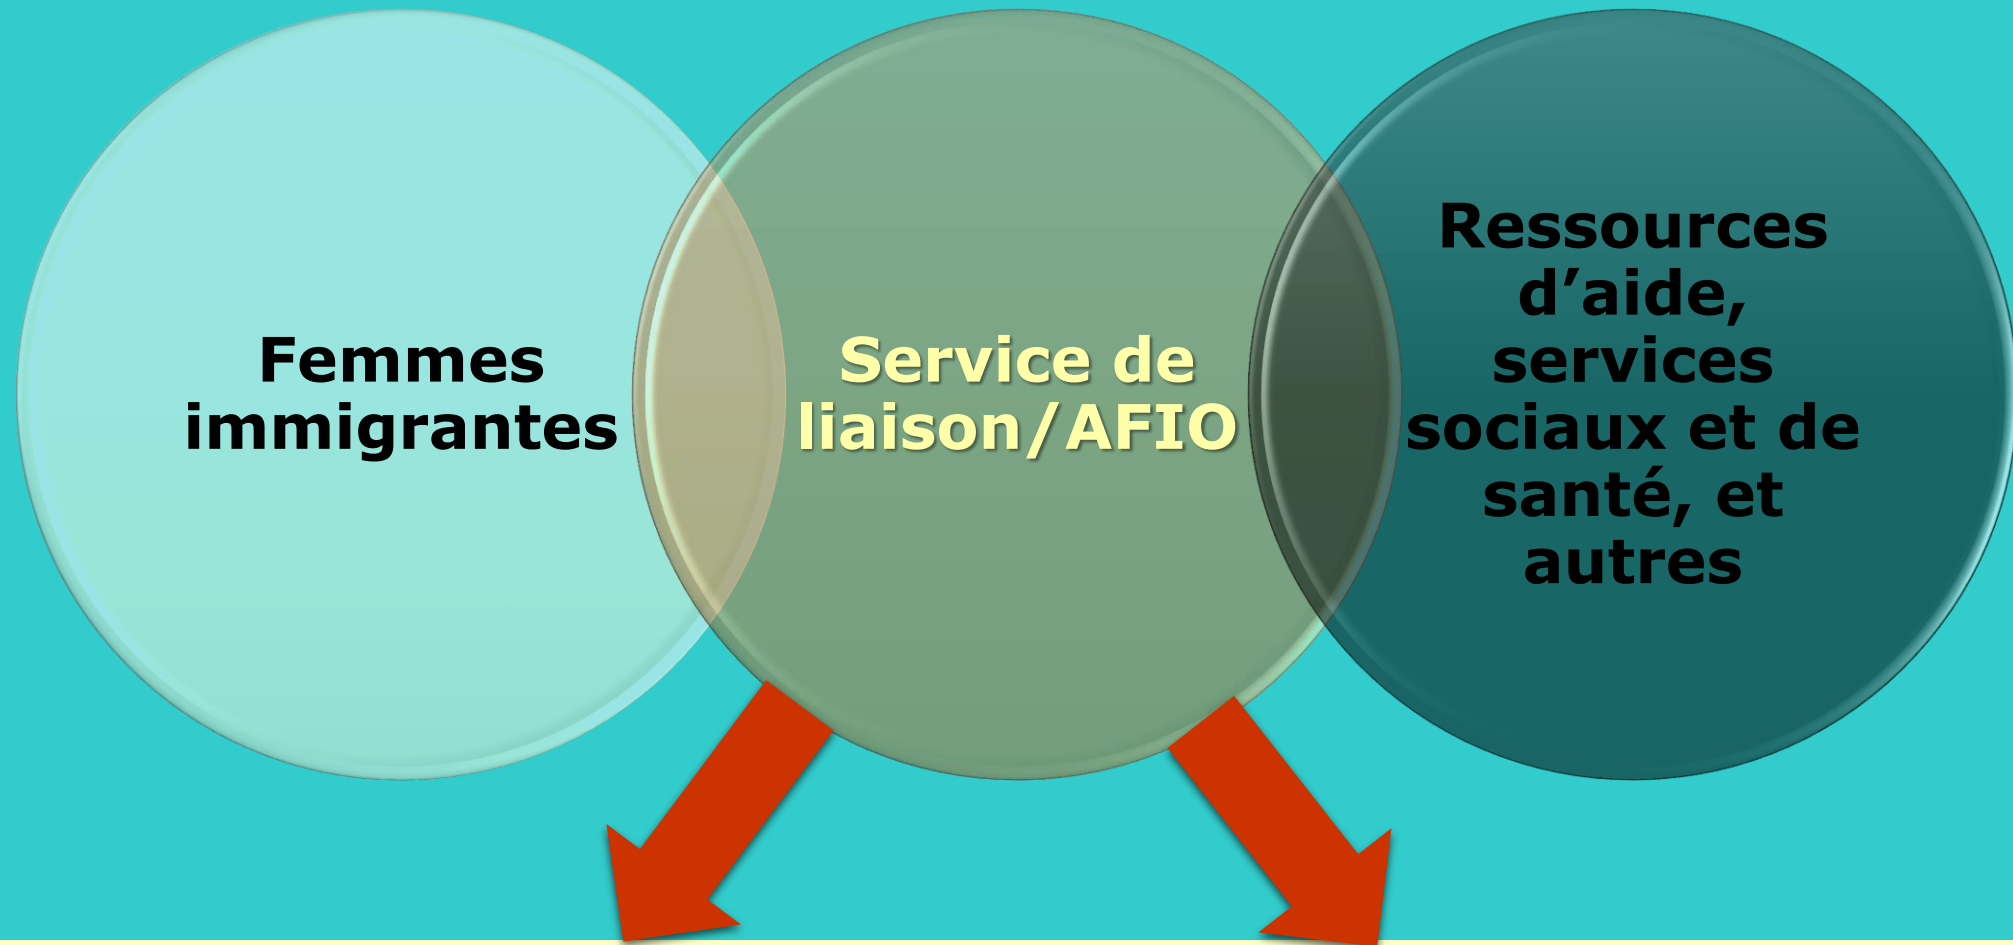 Femmes
immigrantes
Service de
liaison/AFIO
Ressources
d’aide,
services
sociaux et de
santé, et
autres